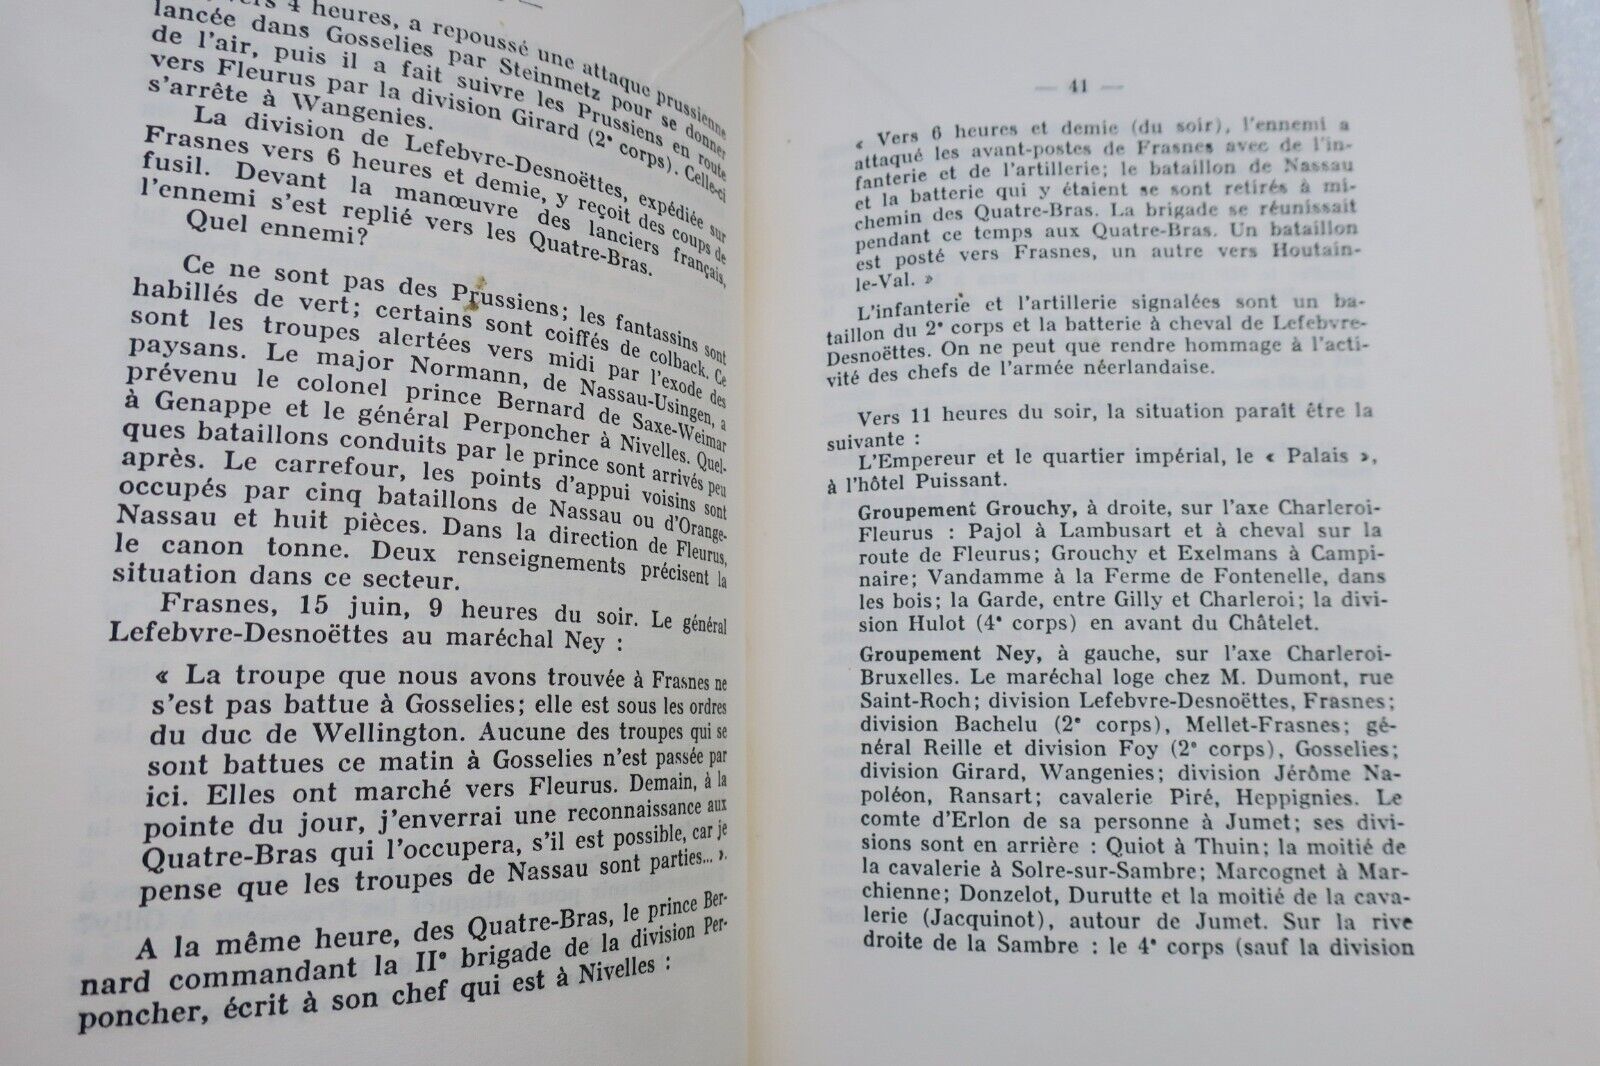 vers 4 heures, a repoussé une attaque prussienne
lancée dans Gosselies par Steinmetz pour se donner
de l'air, puis il a fait suivre les Prussiens en route
vers Fleurus par la division Girard (2e corps). Celle-ci
s'arrête à Wangenies.
La division de Lefebvre-Desnoëttes, expédiée sur
Frasnes vers 6 heures et demie, y reçoit des coups de
fusil. Devant la manœuvre des lanciers français,
l'ennemi s'est replié vers les Quatre-Bras.
Quel ennemi?
Ce ne sont pas des Prussiens; les fantassins sont
habillés de vert; certains sont coiffés de colback. Ce
sont les troupes alertées vers midi par l'exode des
paysans. Le major Normann, de Nassau-Usingen, a
prévenu le colonel prince Bernard de Saxe-Weimar
à Genappe et le général Perponcher à Nivelles. Quel-
ques bataillons conduits par le prince sont arrivés peu
après. Le carrefour, les points d'appui voisins sont
occupés par cinq bataillons de Nassau ou d'Orange-
Nassau et huit pièces. Dans la direction de Fleurus,
le canon tonne. Deux renseignements précisent la
situation dans ce secteur.
Frasnes, 15 juin, 9 heures du soir. Le général
Lefebvre-Desnoëttes au maréchal Ney :
« La troupe que nous avons trouvée à Frasnes ne
s'est pas battue à Gosselies; elle est sous les ordres
du duc de Wellington. Aucune des troupes qui se
sont battues ce matin à Gosselies n'est passée par
ici. Elles ont marché vers Fleurus. Demain, à la
pointe du jour, j'enverrai une reconnaissance aux
Quatre-Bras qui l'occupera, s'il est possible, car je
pense que les troupes de Nassau sont parties... ».
A la même heure, des Quatre-Bras, le prince Ber-
nard commandant la IIe brigade de la division Per-
poncher, écrit à son chef qui est à Nivelles :
— 41 —
« Vers 6 heures et demie (du soir), l'ennemi a
attaqué les avant-postes de Frasnes avec de l'in-
fanterie et de l'artillerie; le bataillon de Nassau
et la batterie qui y étaient se sont retirés à mi-
chemin des Quatre-Bras. La brigade se réunissait
pendant ce temps aux Quatre-Bras. Un bataillon
est posté vers Frasnes, un autre vers Houtain-
le-Val. »
L'infanterie et l'artillerie signalées sont un ba-
taillon du 2e corps et la batterie à cheval de Lefebvre-
Desnoëttes. On ne peut que rendre hommage à l'acti-
vité des chefs de l'armée néerlandaise.
Vers 11 heures du soir, la situation paraît être la
suivante :
L'Empereur et le quartier impérial, le « Palais »,
à l'hôtel Puissant.
Groupement Grouchy, à droite, sur l'axe Charleroi-
Fleurus : Pajol à Lambusart et à cheval sur la
route de Fleurus; Grouchy et Exelmans à Campi-
naire; Vandamme à la Ferme de Fontenelle, dans
les bois; la Garde, entre Gilly et Charleroi; la divi-
sion Hulot (4e corps) en avant du Châtelet.
Groupement Ney, à gauche, sur l'axe Charleroi-
Bruxelles. Le maréchal loge chez M. Dumont, rue
Saint-Roch; division Lefebvre-Desnoëttes, Frasnes;
division Bachelu (2e corps), Mellet-Frasnes; gé-
néral Reille et division Foy (2e corps), Gosselies;
division Girard, Wangenies; division Jérôme Na-
poléon, Ransart; cavalerie Piré, Heppignies. Le
comte d'Erlon de sa personne à Jumet; ses divi-
sions sont en arrière : Quiot à Thuin; la moitié de
la cavalerie à Solre-sur-Sambre; Marcognet à Mar-
chienne; Donzelot, Durutte et la moitié de la cava-
lerie (Jacquinot), autour de Jumet. Sur la rive
droite de la Sambre : le 4e corps (sauf la division